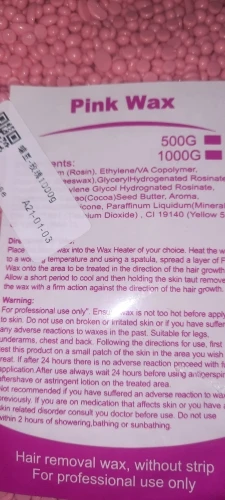 Pink Wax
500G
1000G
ents:
m (Rosin), Ethylene/VA Copolymer,
eeswax),GlycerylHydrogenated Rosinate
ylene Glycol Hydrognated Rosinate,
ao(Cocoa)Seed Butter, Aroma,
icone, Paraffinum Liquidum(Mineral
ium Dioxide) , CI 19140 (Yellow 5
A21-01-03
Dire
Place wax into the Wax Heater of your choice. Heat the w
to a wo temperature and using a spatula, spread a layer of P
Wax onto the area to be treated in the direction of the hair growth
Allow a short period to cool and then holding the skin taut remove
the wax with a firm action against the direction of the hair growth.
Warning:
For professional use only". Ens wax is not too hot before apply
to skin. Do not use on broken or irritated skin or if you have suffer
any adverse reactions to waxes in the past. Suitable for legs,
underarms, chest and back. Following the directions for use, first
test this product on a small patch of the skin in the area you wish
reat. If after 24 hours there is no adverse reaction proceed with f
application.After use always wait 24 hours before using antiperspir
aftershave or astringent lotion on the treated area.
Not recommended if you have suffered an adverse reaction to wax
previously. If you are on medication that affects skin or you have a
skin related disorder consult you doctor before use. Do not use
within 2 hours of showering,bathing or sunbathing
Hair removal wax, without strip
For professional use only